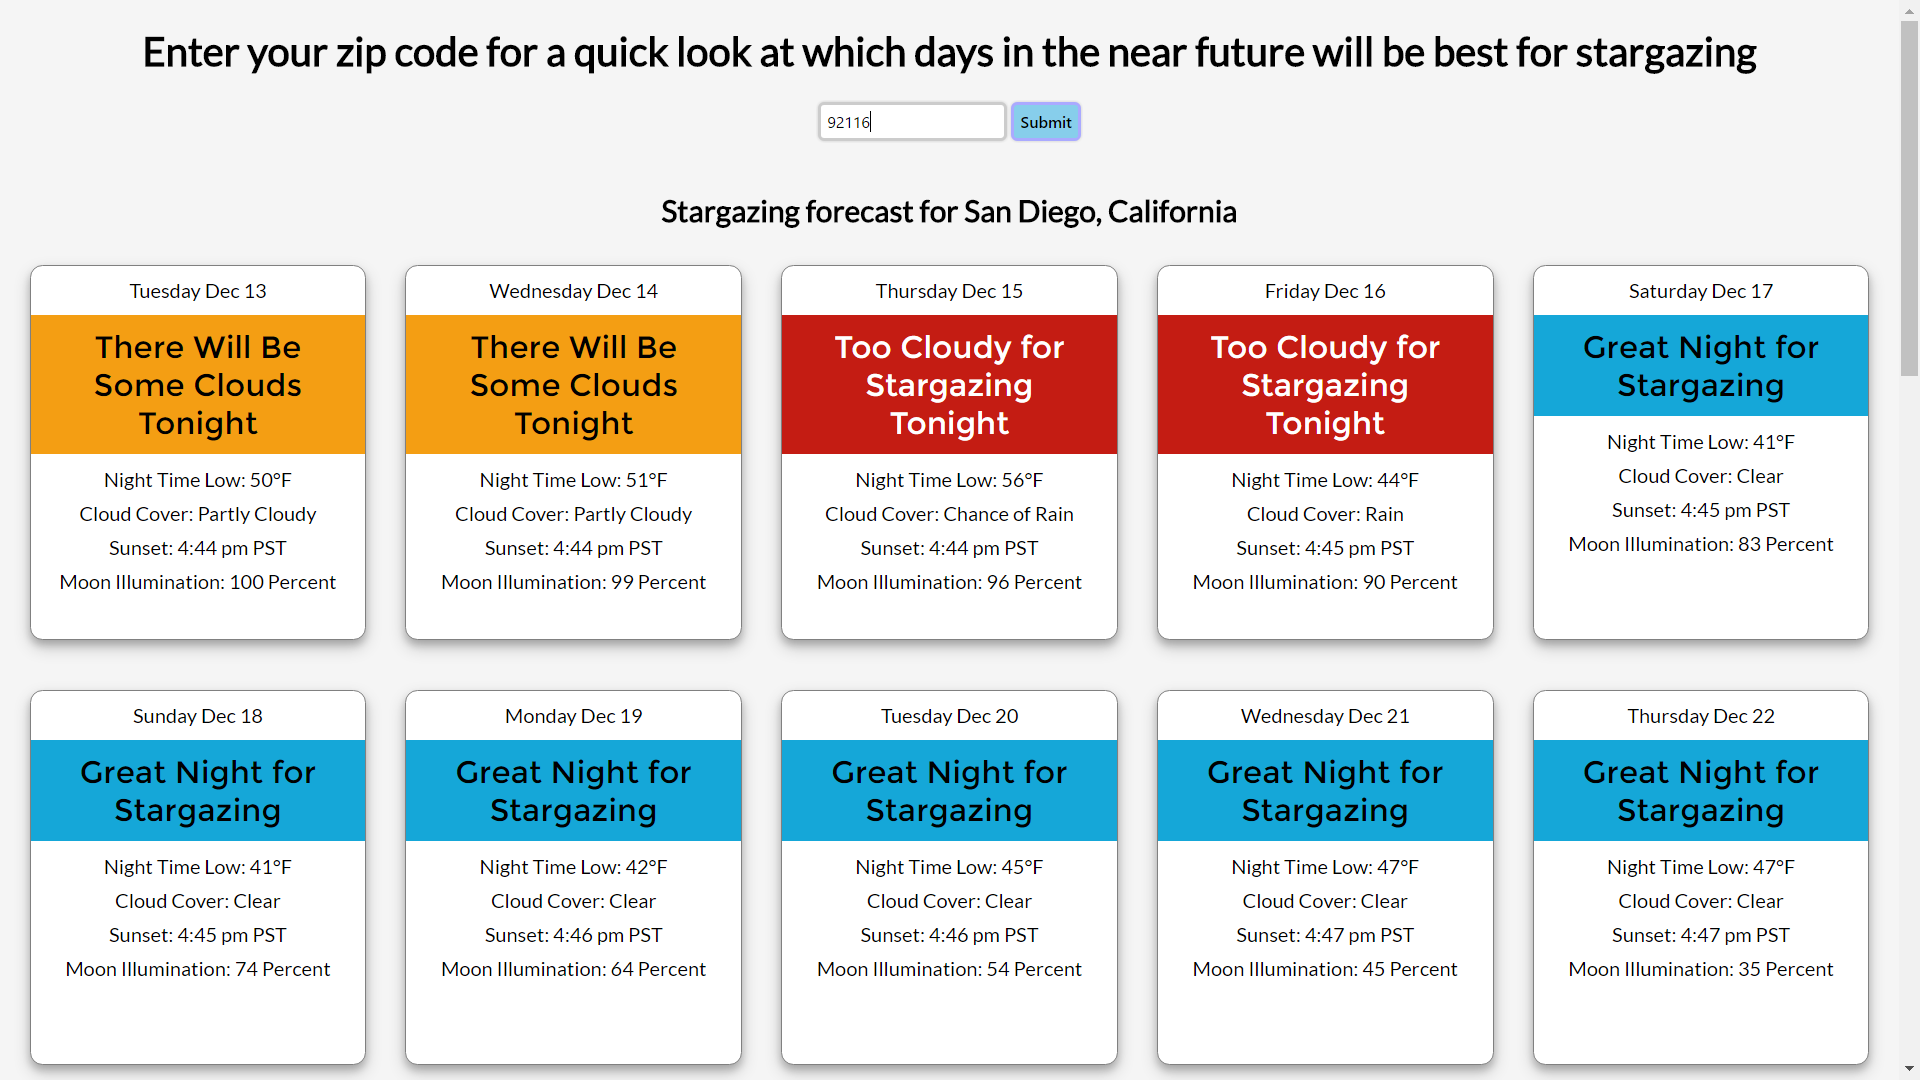 Enter your zip code for a quick look at which days in the near future will be best for stargazing
92116
Submit
Stargazing forecast for San Diego, California
Tuesday Dec 13
There Will Be
Some Clouds
Tonight
Night Time Low: 50°F
Cloud Cover: Partly Cloudy
Sunset: 4:44 pm PST
Moon Illumination: 100 Percent
Wednesday Dec 14
There Will Be
Some Clouds
Tonight
Night Time Low: 51°F
Cloud Cover: Partly Cloudy
Sunset: 4:44 pm PST
Moon Illumination: 99 Percent
Thursday Dec 15
Too Cloudy for
Stargazing
Tonight
Night Time Low: 56°F
Cloud Cover: Chance of Rain
Sunset: 4:44 pm PST
Moon Illumination: 96 Percent
Friday Dec 16
Too Cloudy for
Stargazing
Tonight
Night Time Low: 44°F
Cloud Cover: Rain
Sunset: 4:45 pm PST
Moon Illumination: 90 Percent
Saturday Dec 17
Great Night for
Stargazing
Night Time Low: 41°F
Cloud Cover: Clear
Sunset: 4:45 pm PST
Moon Illumination: 83 Percent
Sunday Dec 18
Great Night for
Stargazing
Night Time Low: 41°F
Cloud Cover: Clear
Sunset: 4:45 pm PST
Moon Illumination: 74 Percent
Monday Dec 19
Great Night for
Stargazing
Night Time Low: 42°F
Cloud Cover: Clear
Sunset: 4:46 pm PST
Moon Illumination: 64 Percent
Tuesday Dec 20
Great Night for
Stargazing
Night Time Low: 45°F
Cloud Cover: Clear
Sunset: 4:46 pm PST
Moon Illumination: 54 Percent
Wednesday Dec 21
Great Night for
Stargazing
Night Time Low: 47°F
Cloud Cover: Clear
Sunset: 4:47 pm PST
Moon Illumination: 45 Percent
Thursday Dec 22
Great Night for
Stargazing
Night Time Low: 47°F
Cloud Cover: Clear
Sunset: 4:47 pm PST
Moon Illumination: 35 Percent